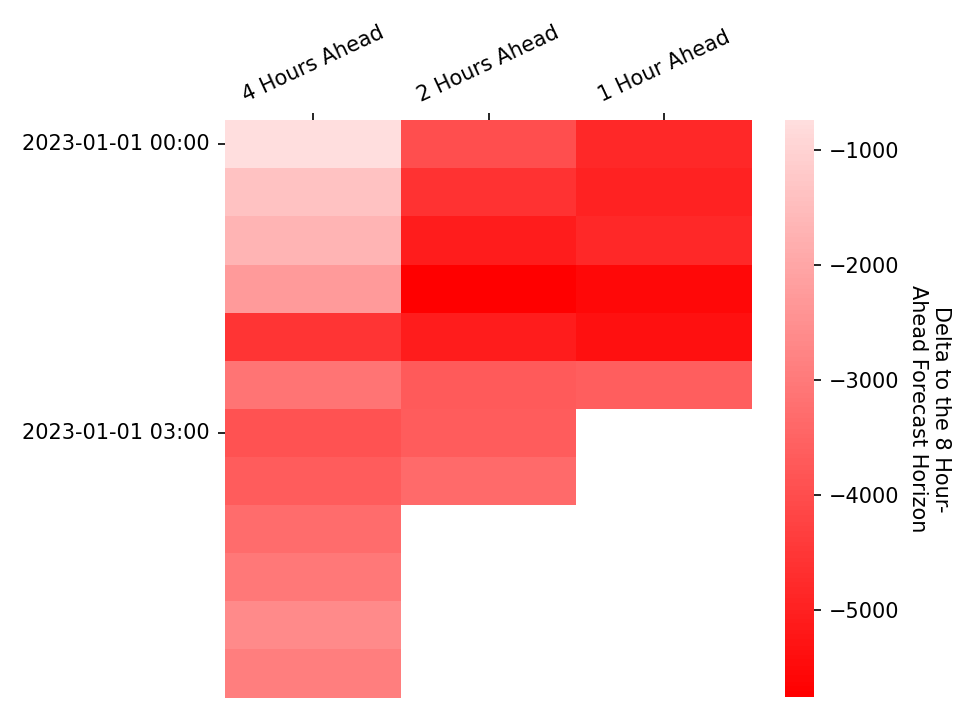 4 Hours Ahead
2 Hours Ahead
1 Hour Ahead
2023-01-01 00:00
2023-01-01 03:00
−1000
−2000
−3000
−4000
−5000
Delta to the 8 Hour-
Ahead Forecast Horizon